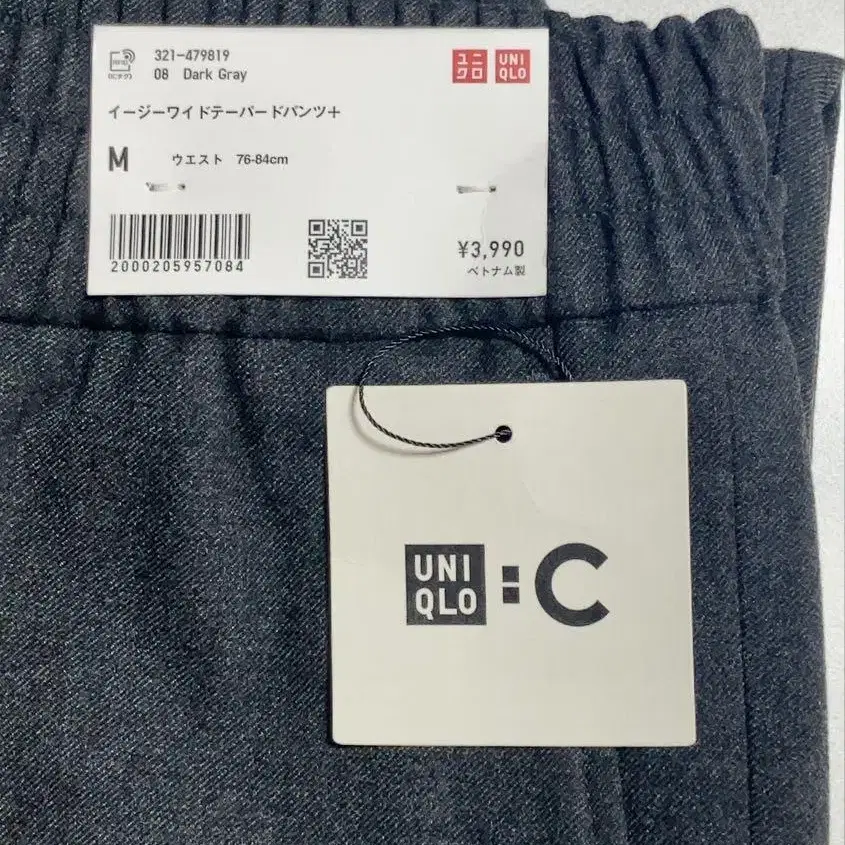 321-479819
08 Dark Gray
ユニ
クロ
UNI
QLO
イージーワイドテーパードパンツ+
M ウエスト 76-84cm
2000205957084
¥3,990
ベトナム製
UNI
QLO : C